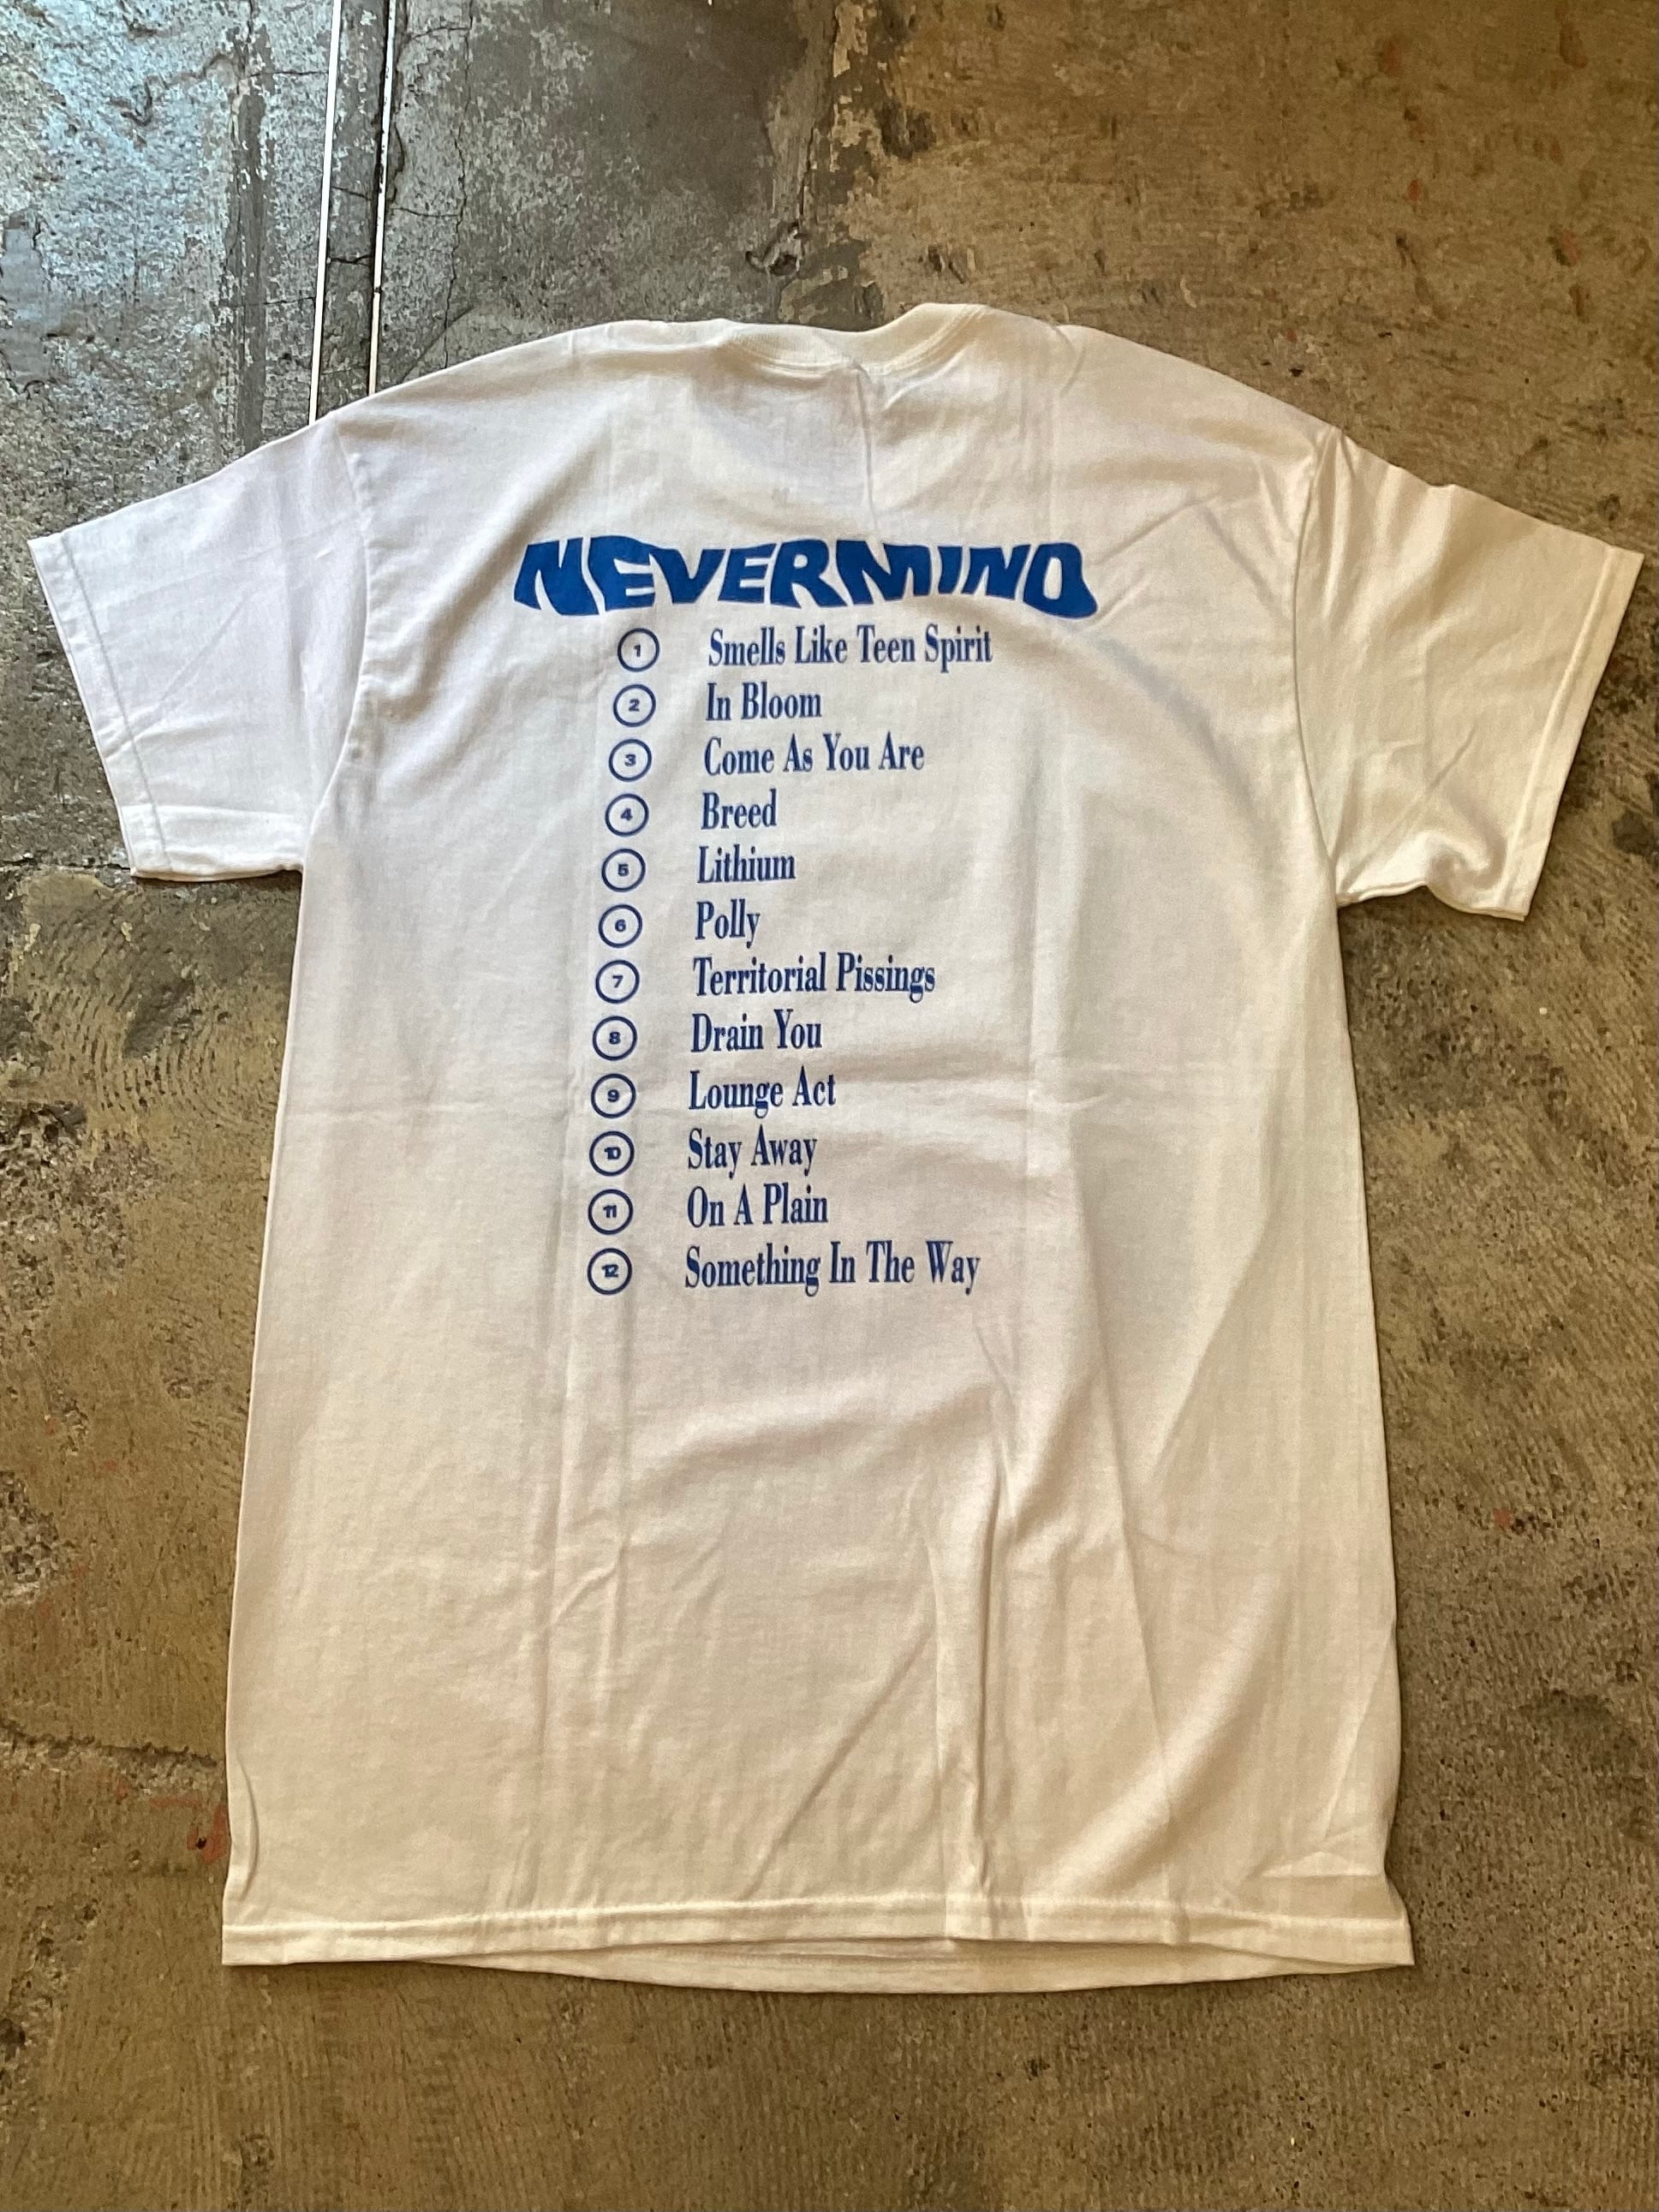 NEVERMIND
1 Smells Like Teen Spirit
2 In Bloom
3 Come As You Are
4 Breed
5 Lithium
6 Polly
7 Territorial Pissings
8 Drain You
9 Lounge Act
10 Stay Away
11 On A Plain
12 Something In The Way